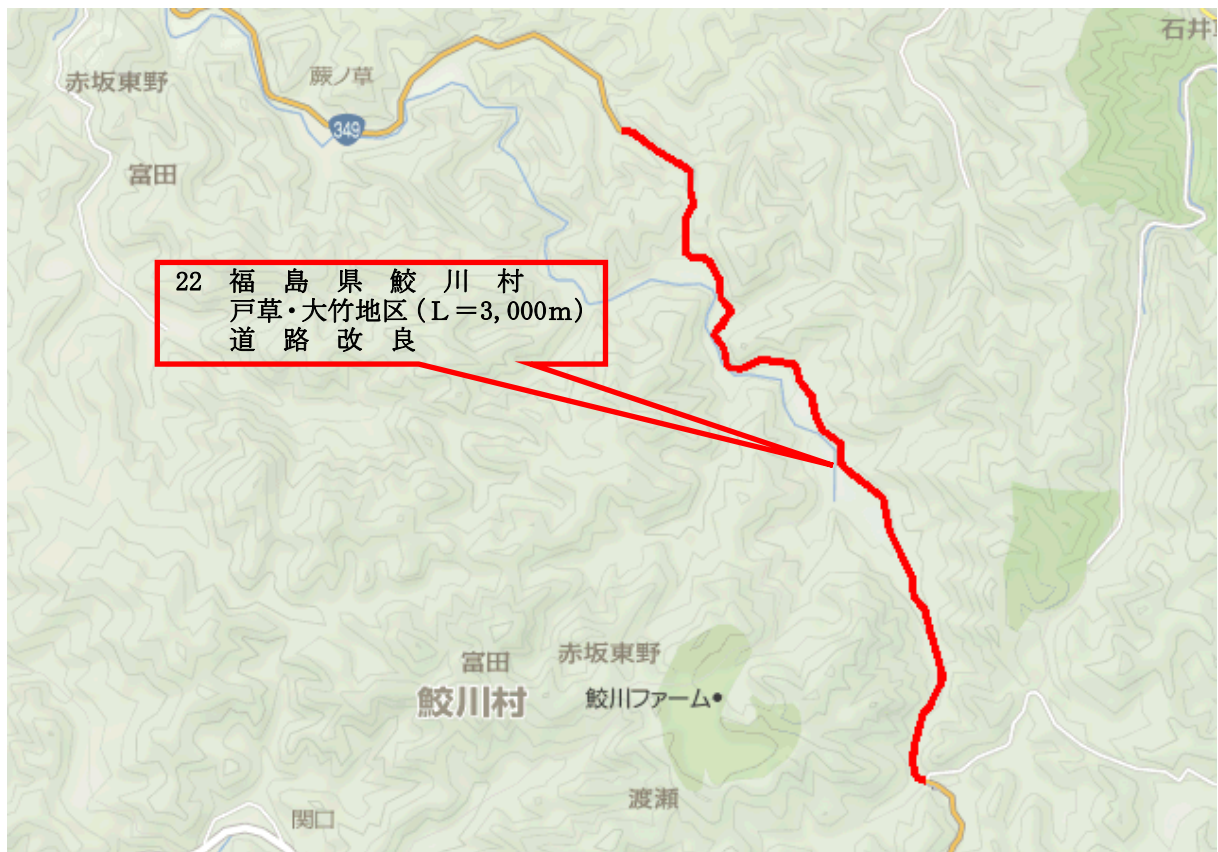 石井
赤坂東野
蕨ノ草
349
富田
22 福島県鮫川村
戸草・大竹地区(L=3,000m)
道路改良
富田
赤坂東野
鮫川村
鮫川ファーム
渡瀬
関口